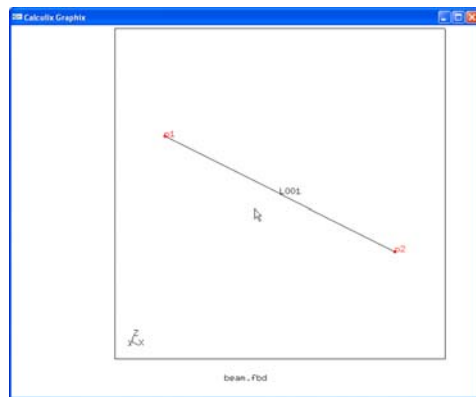 Calculix Graphix
p1
L001
p2
Z
Y X
beam.fbd